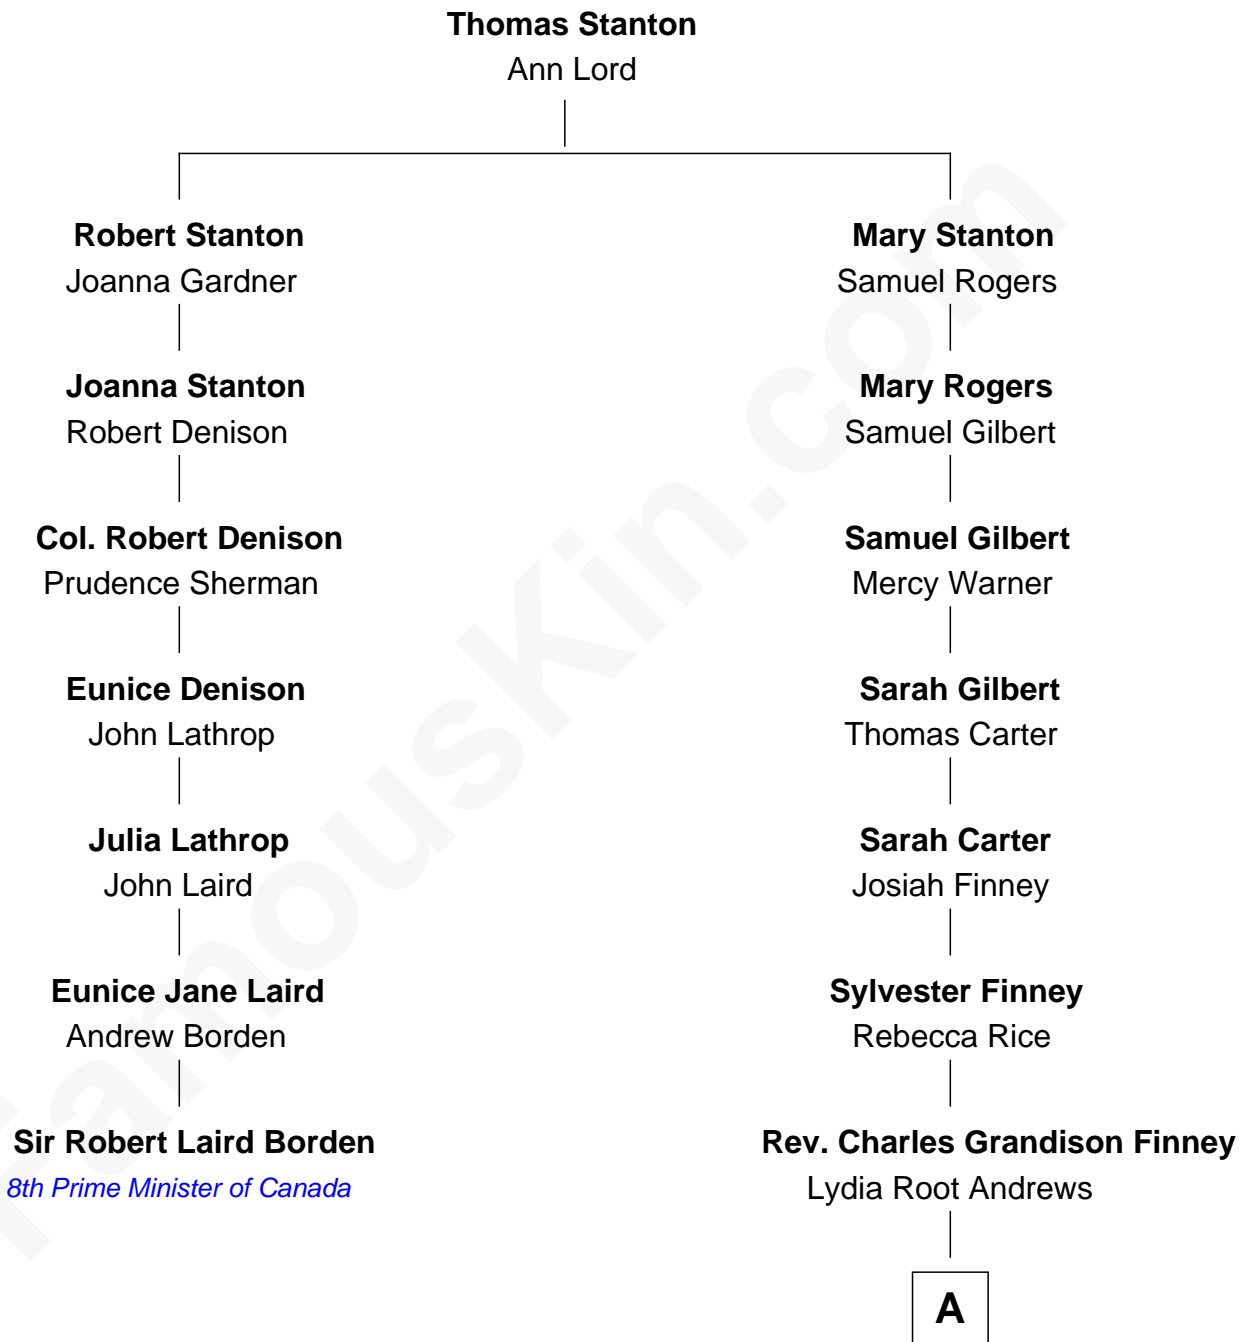 Thomas Stanton
Ann Lord
Robert Stanton
Joanna Gardner
Mary Stanton
Samuel Rogers
Joanna Stanton
Robert Denison
Mary Rogers
Samuel Gilbert
Col. Robert Denison
Prudence Sherman
Samuel Gilbert
Mercy Warner
Eunice Denison
John Lathrop
Sarah Gilbert
Thomas Carter
Julia Lathrop
John Laird
Sarah Carter
Josiah Finney
Eunice Jane Laird
Andrew Borden
Sylvester Finney
Rebecca Rice
Sir Robert Laird Borden
8th Prime Minister of Canada
Rev. Charles Grandison Finney
Lydia Root Andrews
A
FamousKin.com